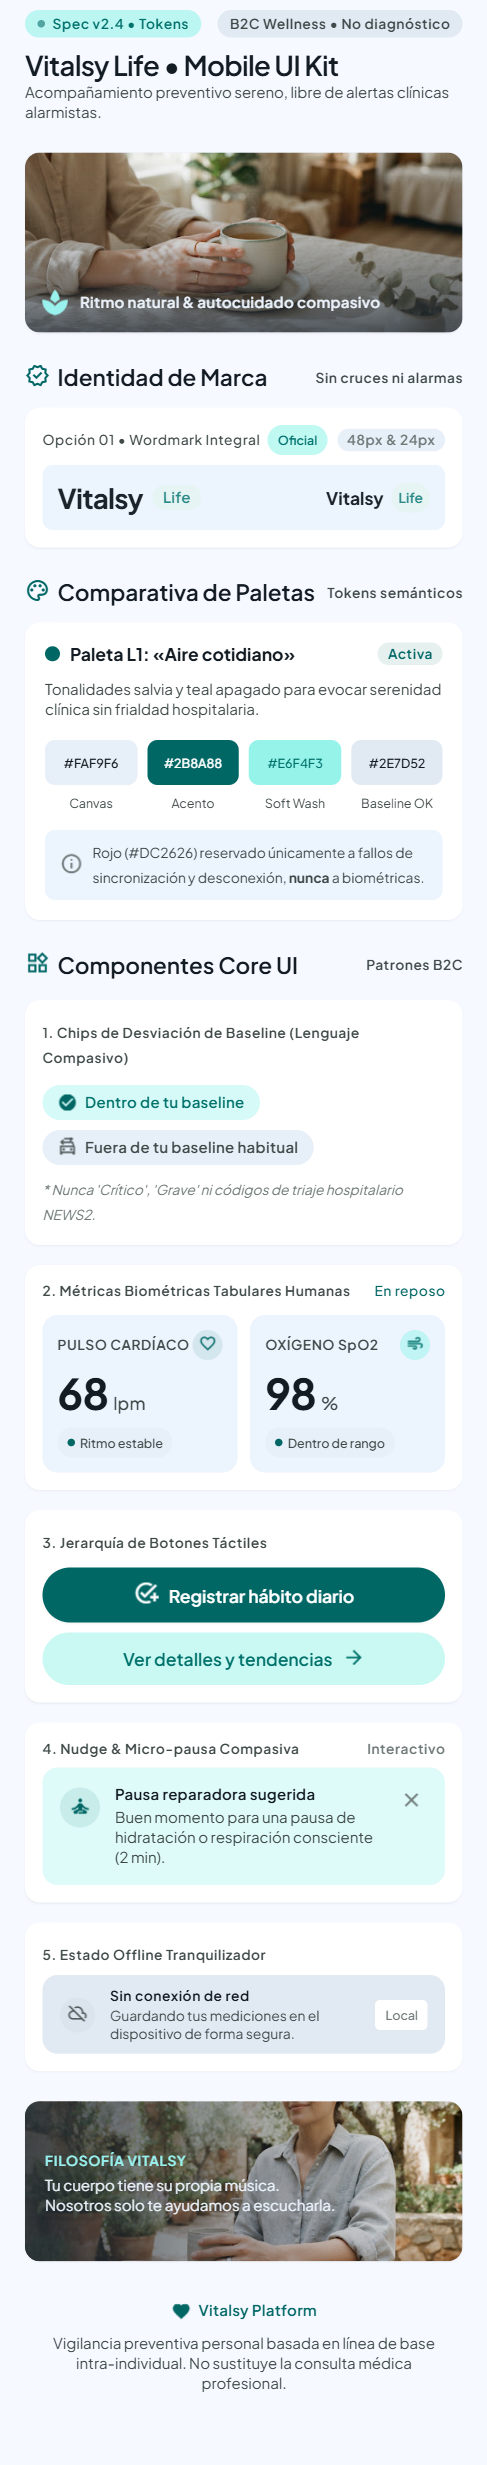 Spec v2.4 • Tokens
B2C Wellness • No diagnóstico
Vitalsy Life • Mobile UI Kit
Acompañamiento preventivo sereno, libre de alertas clínicas
alarmistas.
Ritmo natural & autocuidado compasivo
Identidad de Marca
Sin cruces ni alarmas
Opción 01 • Wordmark Integral
Oficial
48px & 24px
Vitalsy Life
Vitalsy Life
Comparativa de Paletas
Tokens semánticos
Paleta L1: «Aire cotidiano»
Activa
Tonalidades salvia y teal apagado para evocar serenidad
clínica sin frialdad hospitalaria.
#FAF9F6
#2B8A88
#E6F4F3
#2E7D52
Canvas
Acento
Soft Wash
Baseline OK
Rojo (#DC2626) reservado únicamente a fallos de
sincronización y desconexión, nunca a biométricas.
Componentes Core UI
Patrones B2C
1. Chips de Desviación de Baseline (Lenguaje
Compasivo)
Dentro de tu baseline
Fuera de tu baseline habitual
* Nunca 'Crítico', 'Grave' ni códigos de triaje hospitalario
NEWS2.
2. Métricas Biométricas Tabulares Humanas
En reposo
PULSO CARDÍACO
68 lpm
Ritmo estable
OXÍGENO SpO2
98 %
Dentro de rango
3. Jerarquía de Botones Táctiles
Registrar hábito diario
Ver detalles y tendencias
4. Nudge & Micro-pausa Compasiva
Interactivo
Pausa reparadora sugerida
Buen momento para una pausa de
hidratación o respiración consciente
(2 min).
5. Estado Offline Tranquilizador
Sin conexión de red
Guardando tus mediciones en el
dispositivo de forma segura.
Local
FILOSOFÍA VITALSY
Tu cuerpo tiene su propia música.
Nosotros solo te ayudamos a escucharla.
Vitalsy Platform
Vigilancia preventiva personal basada en línea de base
intra-individual. No sustituye la consulta médica
profesional.